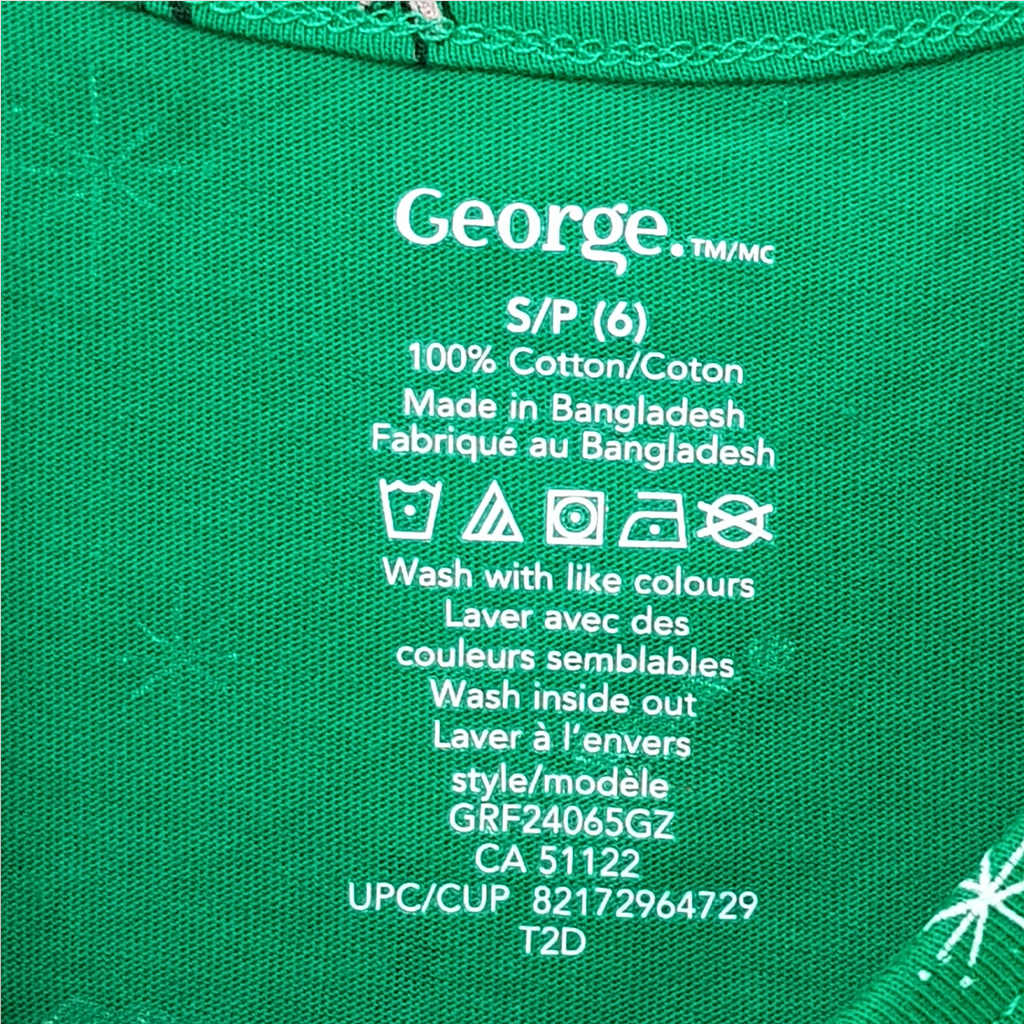 George.TM/MC
S/P (6)
100% Cotton/Coton
Made in Bangladesh
Fabriqué au Bangladesh
Wash with like colours
Laver avec des
couleurs semblables
Wash inside out
Laver à l'envers
style/modèle
GRF24065GZ
CA 51122
UPC/CUP 82172964729
T2D